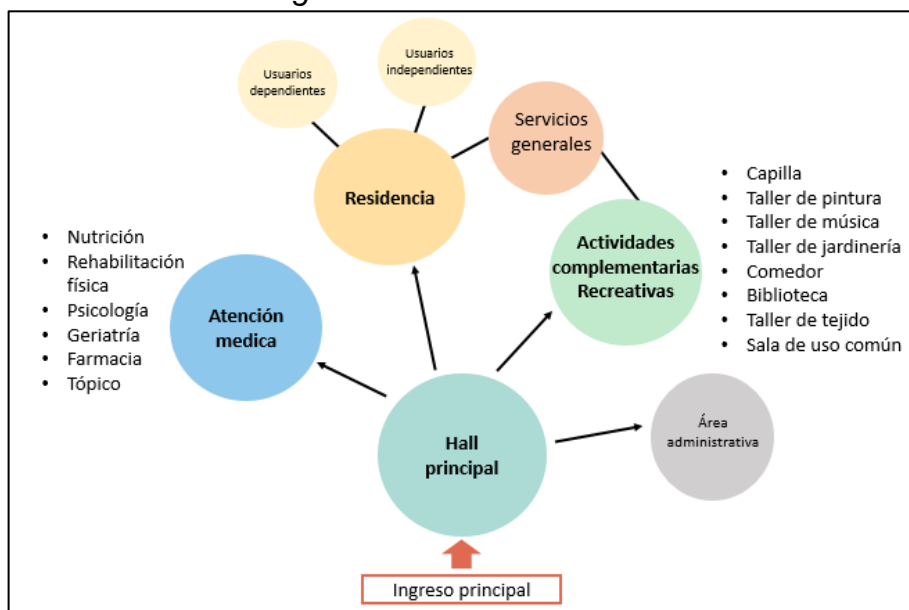 Usuarios
dependientes
Usuarios
independientes
Servicios
generales
Residencia
• Capilla
• Taller de pintura
• Taller de música
• Taller de jardinería
• Comedor
• Biblioteca
• Taller de tejido
• Sala de uso común
Actividades
complementarias
Recreativas
• Nutrición
• Rehabilitación
física
• Psicología
• Geriatría
• Farmacia
• Tópico
Atención
medica
Hall
principal
Área
administrativa
Ingreso principal